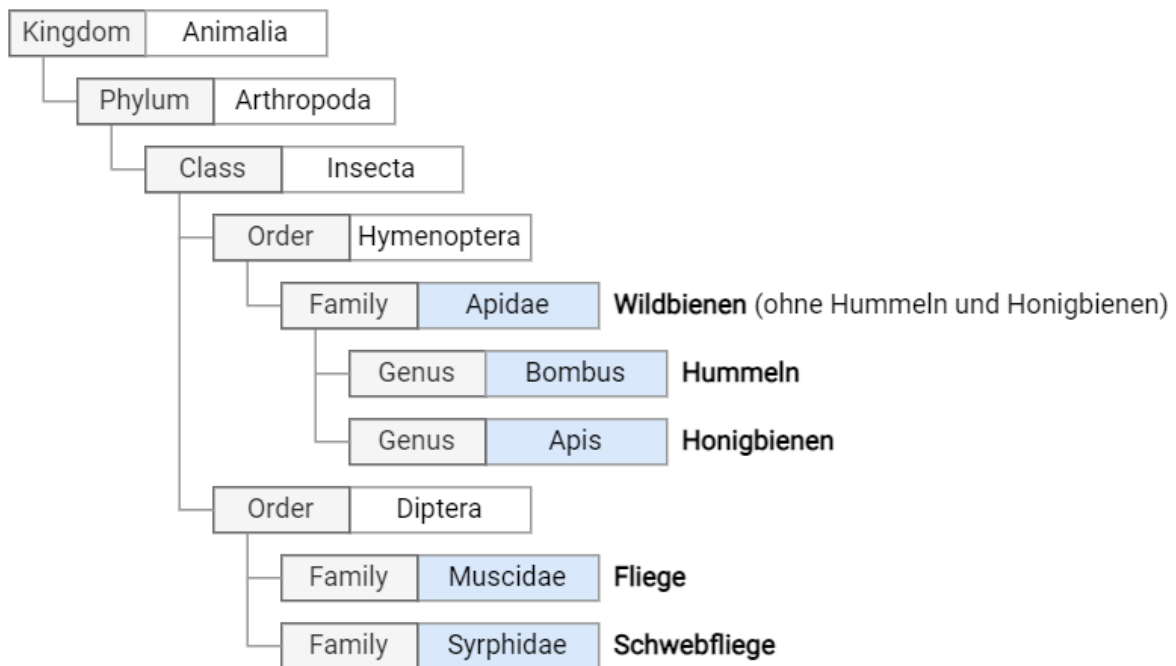 Kingdom Animalia
Phylum Arthropoda
Class Insecta
Order Hymenoptera
Family Apidae Wildbienen (ohne Hummeln und Honigbienen)
Genus Bombus Hummeln
Genus Apis Honigbienen
Order Diptera
Family Muscidae Fliege
Family Syrphidae Schwebfliege